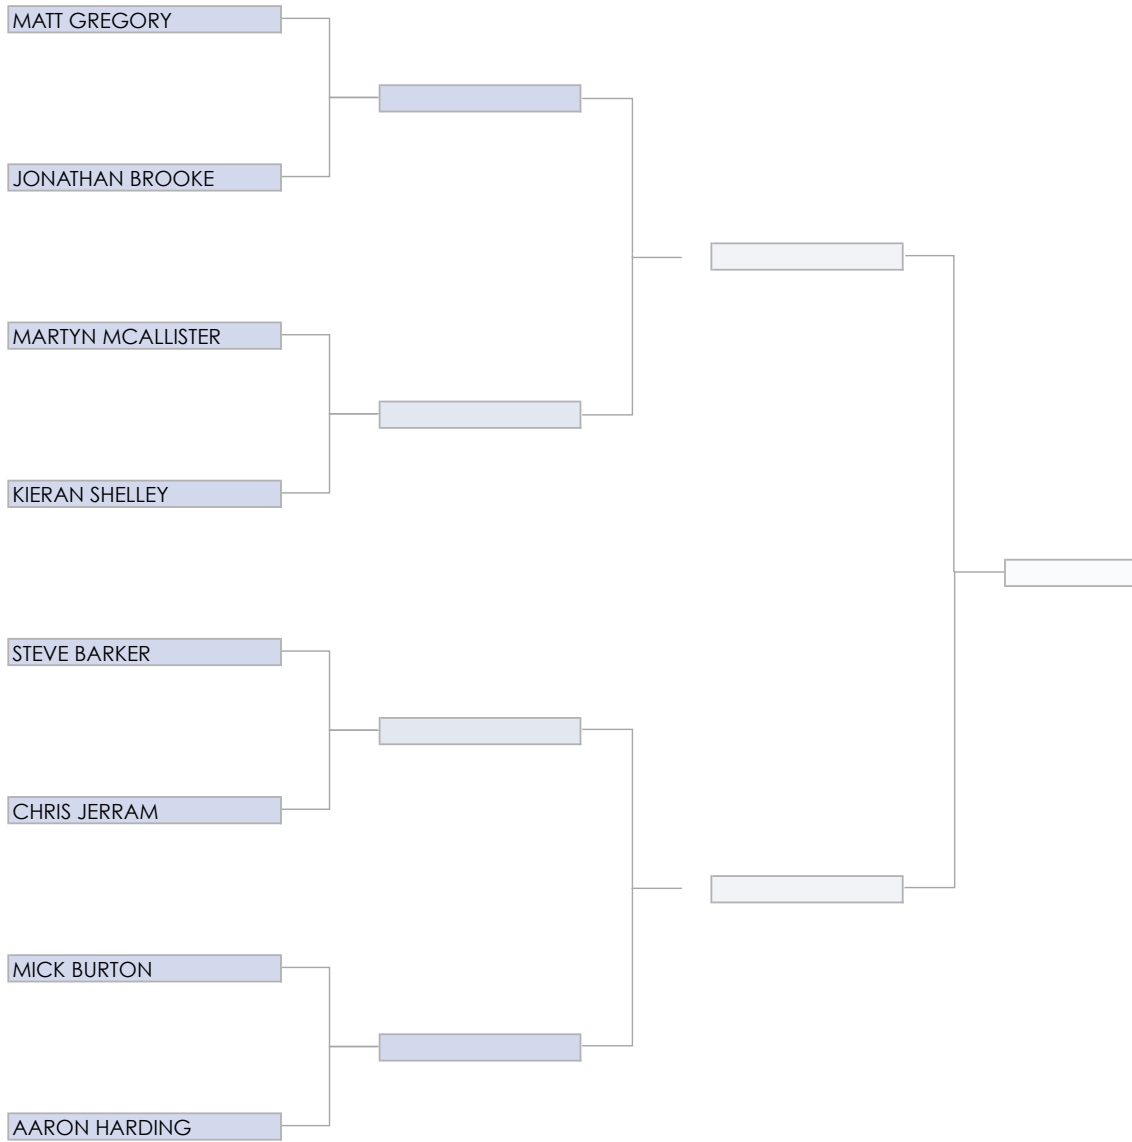 MATT GREGORY
JONATHAN BROOKE
MARTYN MCALLISTER
KIERAN SHELLEY
STEVE BARKER
CHRIS JERRAM
MICK BURTON
AARON HARDING